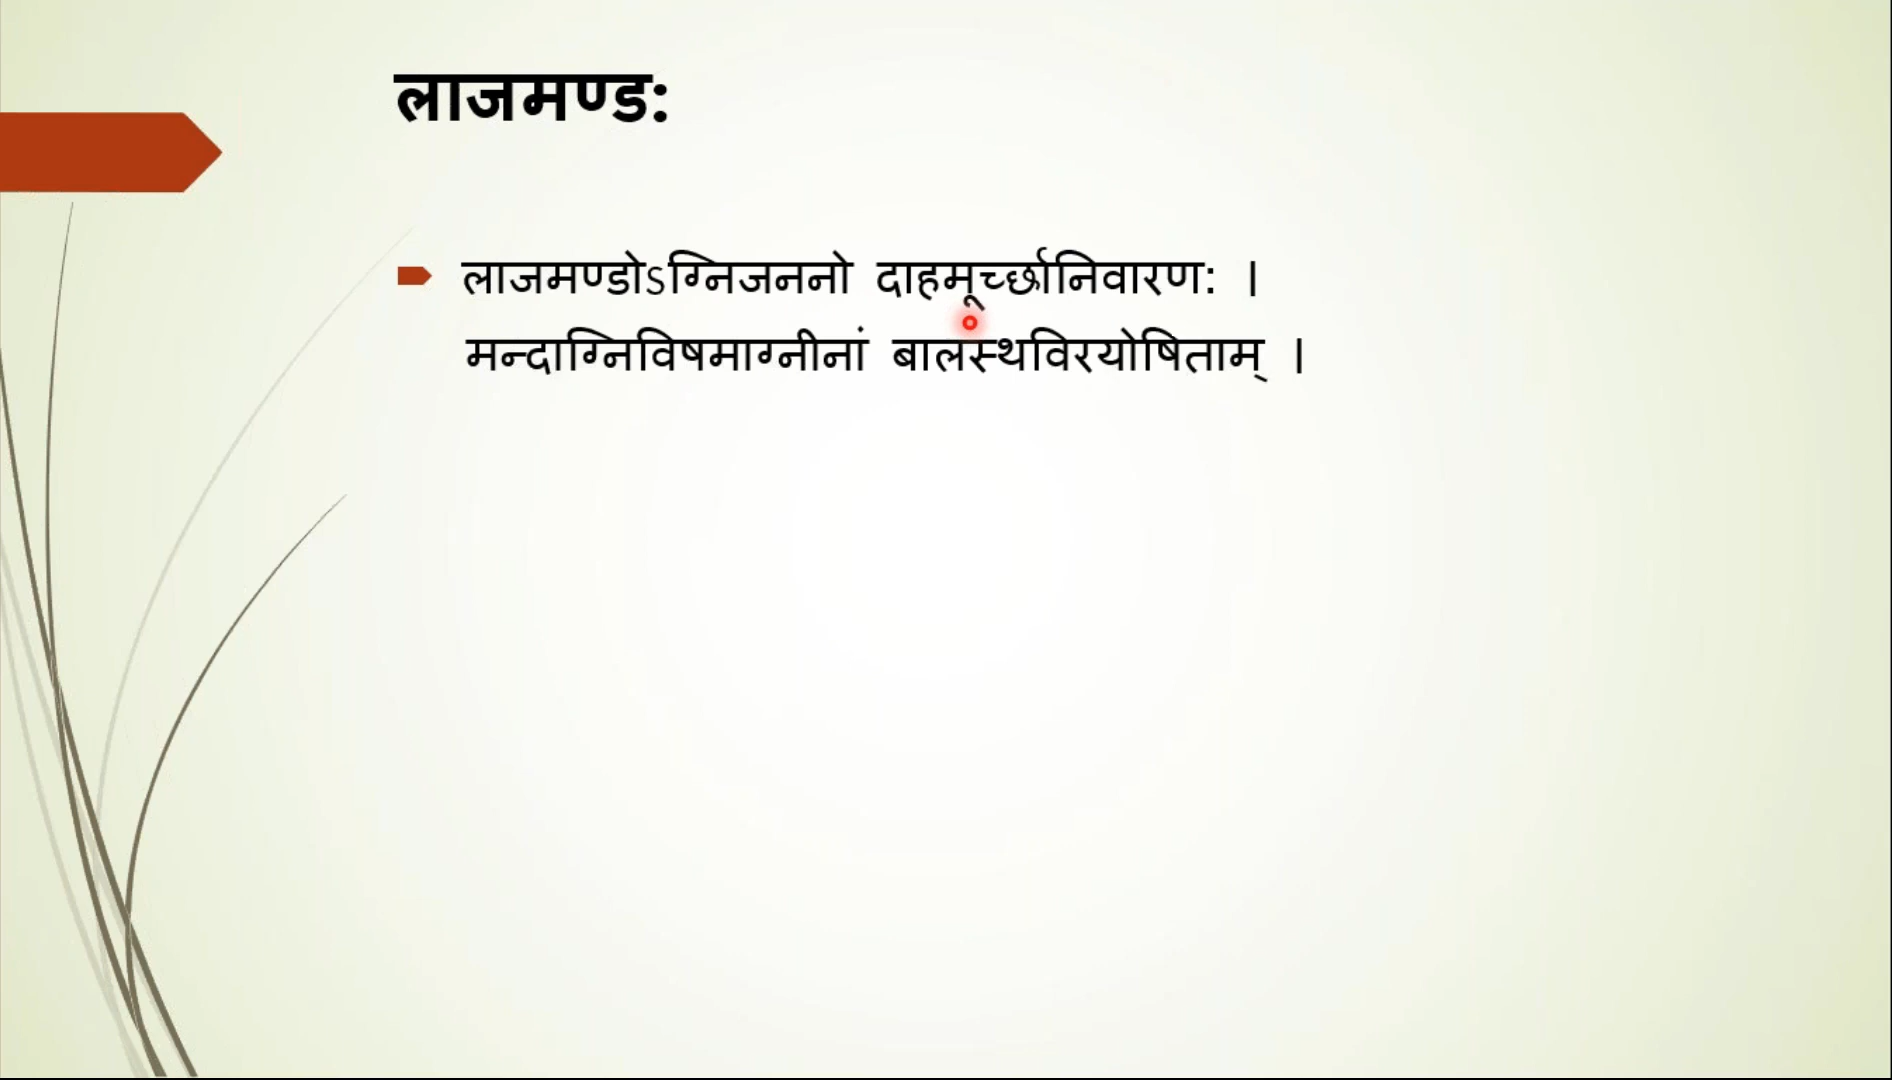 लाजमण्ड:
लाजमण्डोऽग्निजननो दाहमूर्च्छानिवारण: ।
मन्दाग्निविषमाग्नीनां बालस्थविरयोषिताम् ।